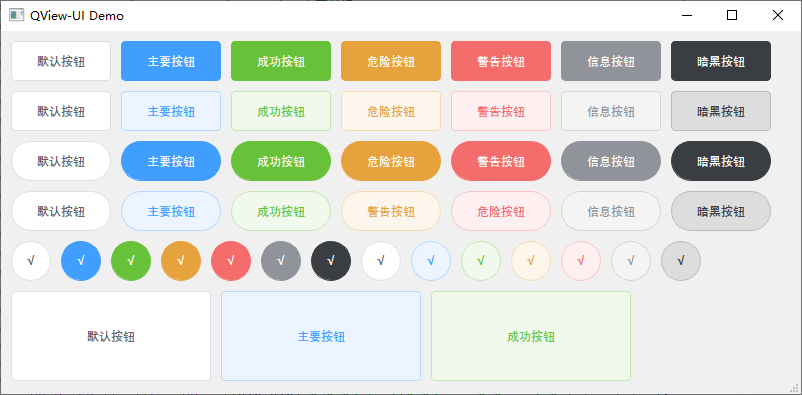 QView-UI Demo
默认按钮 主要按钮 成功按钮 危险按钮 警告按钮 信息按钮 暗黑按钮
默认按钮 主要按钮 成功按钮 危险按钮 警告按钮 信息按钮 暗黑按钮
默认按钮 主要按钮 成功按钮 危险按钮 警告按钮 信息按钮 暗黑按钮
默认按钮 主要按钮 成功按钮 警告按钮 危险按钮 信息按钮 暗黑按钮
√ √ √ √ √ √ √ √ √ √ √ √ √ √
默认按钮 主要按钮 成功按钮